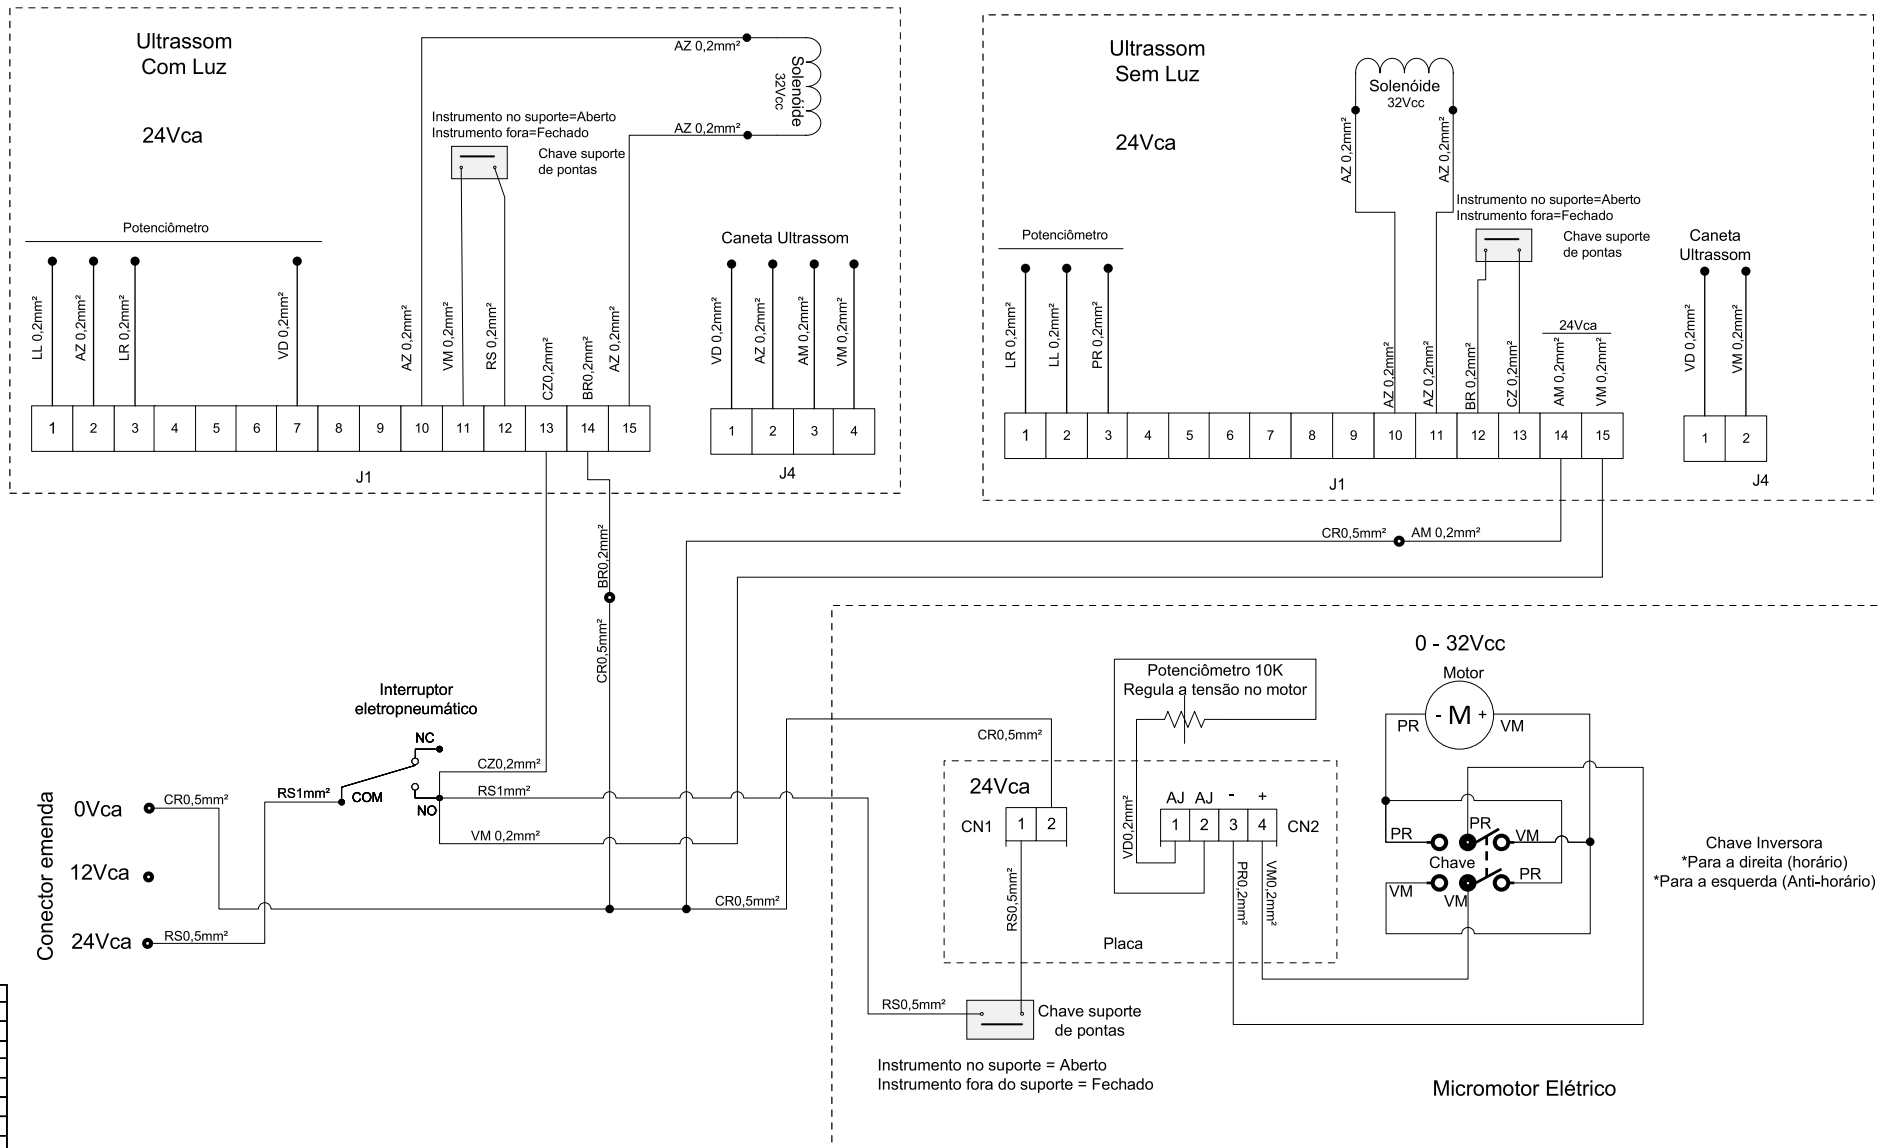 Ultrassom
Com Luz
24Vca
AZ 0,2mm²
AZ 0,2mm²
Solenóide
32Vcc
Instrumento no suporte=Aberto
Instrumento fora=Fechado
Chave suporte
de pontas
Potenciômetro
LL 0,2mm²
AZ 0,2mm²
LR 0,2mm²
VD 0,2mm²
AZ 0,2mm²
VM 0,2mm²
RS 0,2mm²
CZ0,2mm²
BR0,2mm²
AZ 0,2mm²
1 2 3 4 5 6 7 8 9 10 11 12 13 14 15
J1
Caneta Ultrassom
VD 0,2mm²
AZ 0,2mm²
AM 0,2mm²
VM 0,2mm²
1 2 3 4
J4
Ultrassom
Sem Luz
24Vca
Solenóide
32Vcc
AZ 0,2mm²
AZ 0,2mm²
Instrumento no suporte=Aberto
Instrumento fora=Fechado
Chave suporte
de pontas
Potenciômetro
LR 0,2mm²
LL 0,2mm²
PR 0,2mm²
AZ 0,2mm²
AZ 0,2mm²
BR 0,2mm²
CZ 0,2mm²
24Vca
AM 0,2mm²
VM 0,2mm²
1 2 3 4 5 6 7 8 9 10 11 12 13 14 15
J1
Caneta
Ultrassom
VD 0,2mm²
VM 0,2mm²
1 2
J4
CR0,5mm²
AM 0,2mm²
BR0,2mm²
CR0,5mm²
Interruptor
eletropneumático
NC
COM
NO
RS1mm²
CZ0,2mm²
RS1mm²
VM 0,2mm²
Conector emenda
0Vca
CR0,5mm²
12Vca
24Vca
RS0,5mm²
CR0,5mm²
CR0,5mm²
24Vca
CN1
1 2
RS0,5mm²
RS0,5mm²
Chave suporte
de pontas
Instrumento no suporte = Aberto
Instrumento fora do suporte = Fechado
Potenciômetro 10K
Regula a tensão no motor
VD0,2mm²
AJ AJ - +
1 2 3 4
CN2
PR0,2mm²
VM0,2mm²
Placa
0 - 32Vcc
Motor
- M +
PR
VM
PR
PR
VM
Chave
VM
VM
PR
Chave Inversora
*Para a direita (horário)
*Para a esquerda (Anti-horário)
Micromotor Elétrico